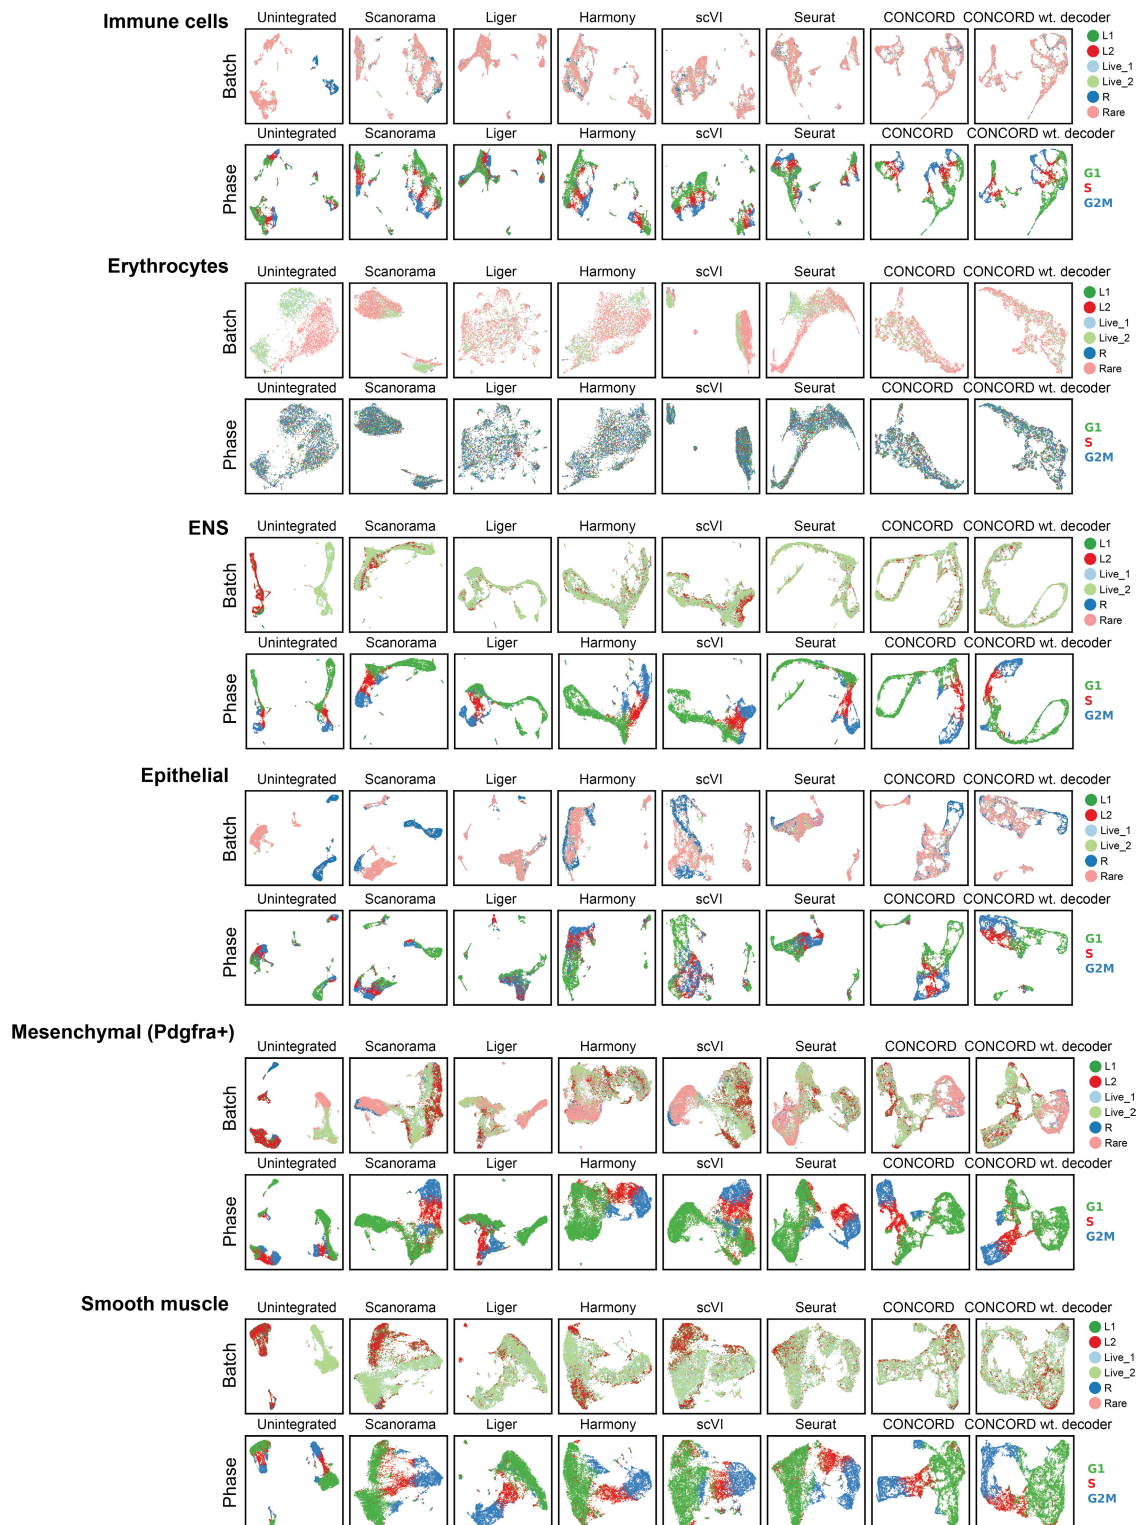 Immune cells
Unintegrated Scanorama Liger Harmony scVI Seurat CONCORD CONCORD wt. decoder
Batch
L1
L2
Live_1
Live_2
R
Rare
Unintegrated Scanorama Liger Harmony scVI Seurat CONCORD CONCORD wt. decoder
Phase
G1
S
G2M
Erythrocytes
Unintegrated Scanorama Liger Harmony scVI Seurat CONCORD CONCORD wt. decoder
Batch
L1
L2
Live_1
Live_2
R
Rare
Unintegrated Scanorama Liger Harmony scVI Seurat CONCORD CONCORD wt. decoder
Phase
G1
S
G2M
ENS
Unintegrated Scanorama Liger Harmony scVI Seurat CONCORD CONCORD wt. decoder
Batch
L1
L2
Live_1
Live_2
R
Rare
Unintegrated Scanorama Liger Harmony scVI Seurat CONCORD CONCORD wt. decoder
Phase
G1
S
G2M
Epithelial
Unintegrated Scanorama Liger Harmony scVI Seurat CONCORD CONCORD wt. decoder
Batch
L1
L2
Live_1
Live_2
R
Rare
Unintegrated Scanorama Liger Harmony scVI Seurat CONCORD CONCORD wt. decoder
Phase
G1
S
G2M
Mesenchymal (Pdgfra+)
Unintegrated Scanorama Liger Harmony scVI Seurat CONCORD CONCORD wt. decoder
Batch
L1
L2
Live_1
Live_2
R
Rare
Unintegrated Scanorama Liger Harmony scVI Seurat CONCORD CONCORD wt. decoder
Phase
G1
S
G2M
Smooth muscle
Unintegrated Scanorama Liger Harmony scVI Seurat CONCORD CONCORD wt. decoder
Batch
L1
L2
Live_1
Live_2
R
Rare
Unintegrated Scanorama Liger Harmony scVI Seurat CONCORD CONCORD wt. decoder
Phase
G1
S
G2M